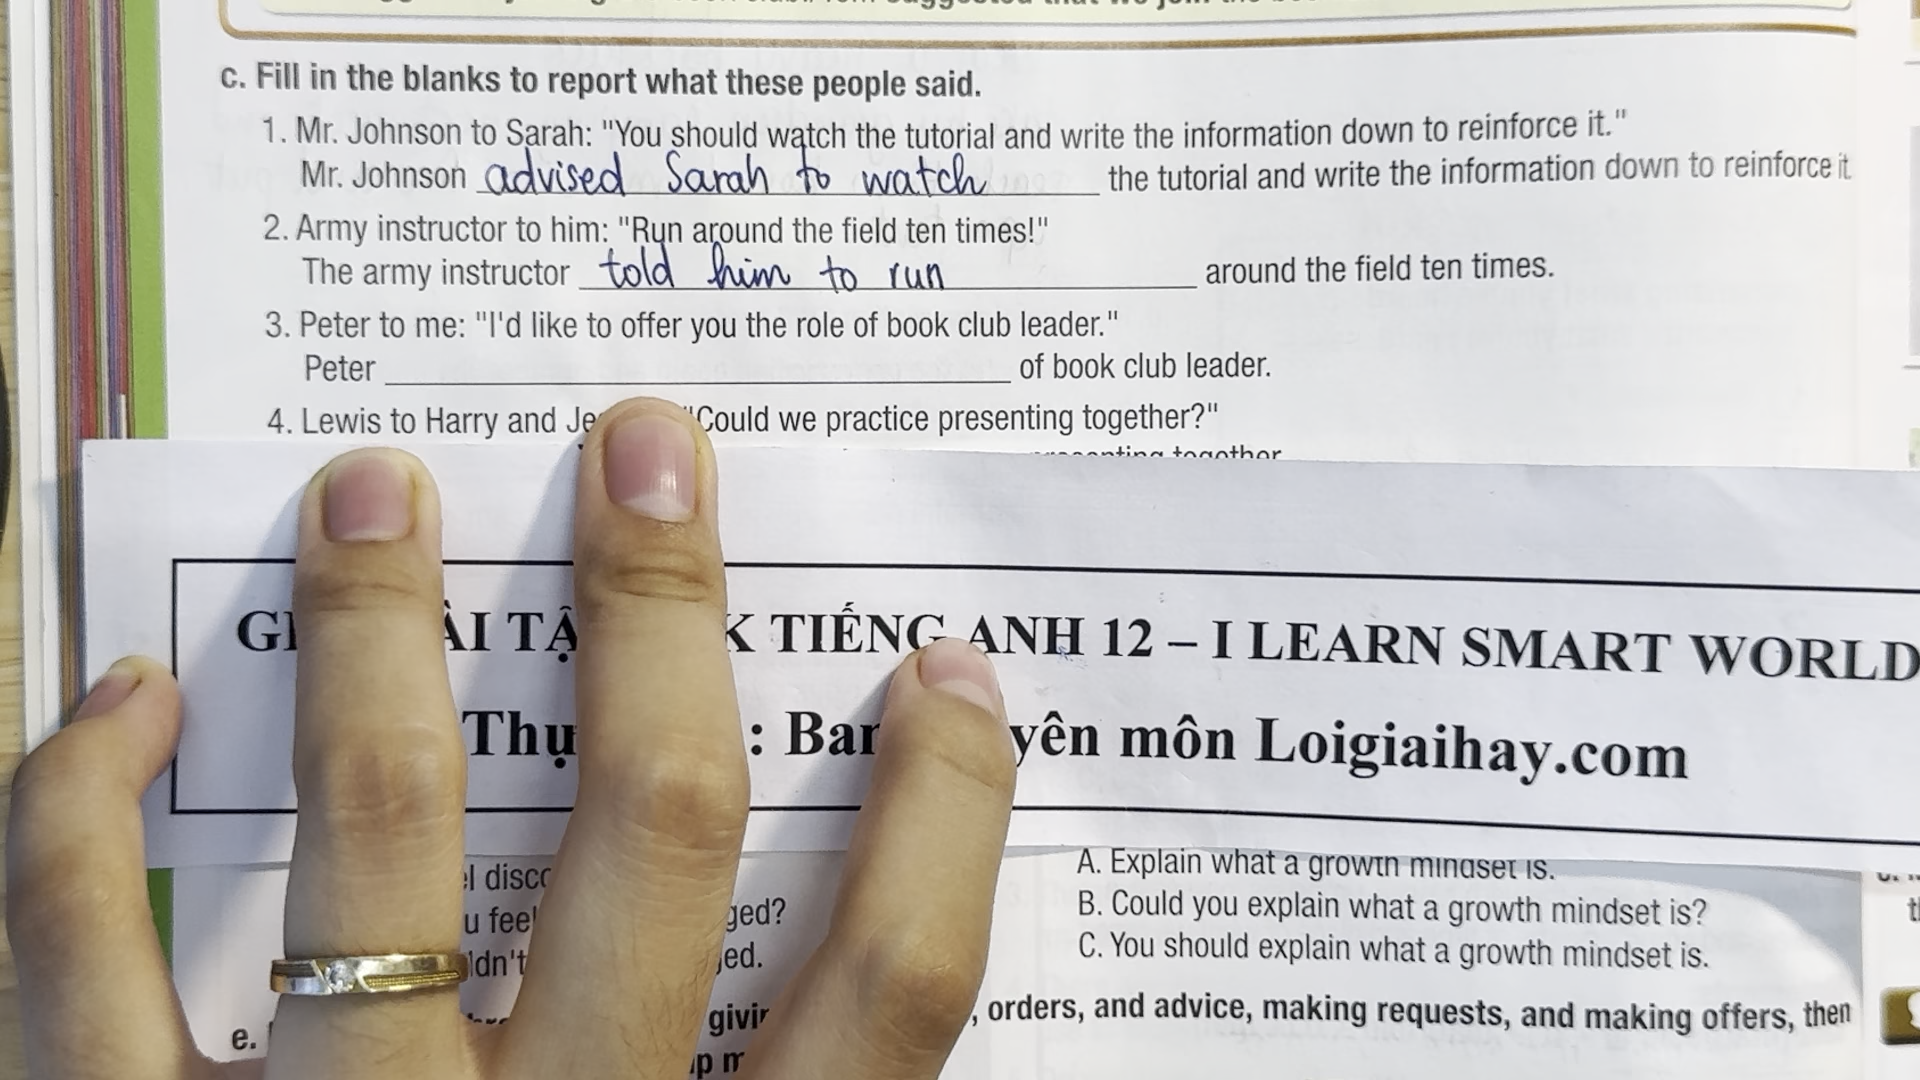 suggested that we join the
c. Fill in the blanks to report what these people said.
1. Mr. Johnson to Sarah: "You should watch the tutorial and write the information down to reinforce it."
Mr. Johnson advised Sarah to watch the tutorial and write the information down to reinforce it
2. Army instructor to him: "Run around the field ten times!"
The army instructor told him to run around the field ten times.
3. Peter to me: "I'd like to offer you the role of book club leader."
Peter ____ of book club leader.
4. Lewis to Harry and "Could we practice presenting together?"
together
TIẾNG ANH 12 – I LEARN SMART WORLD
: môn Loigiaihay.com
A. Explain what a growth mindset is.
B. Could you explain what a growth mindset is?
C. You should explain what a growth mindset is.
e. , orders, and advice, making requests, and making offers, then